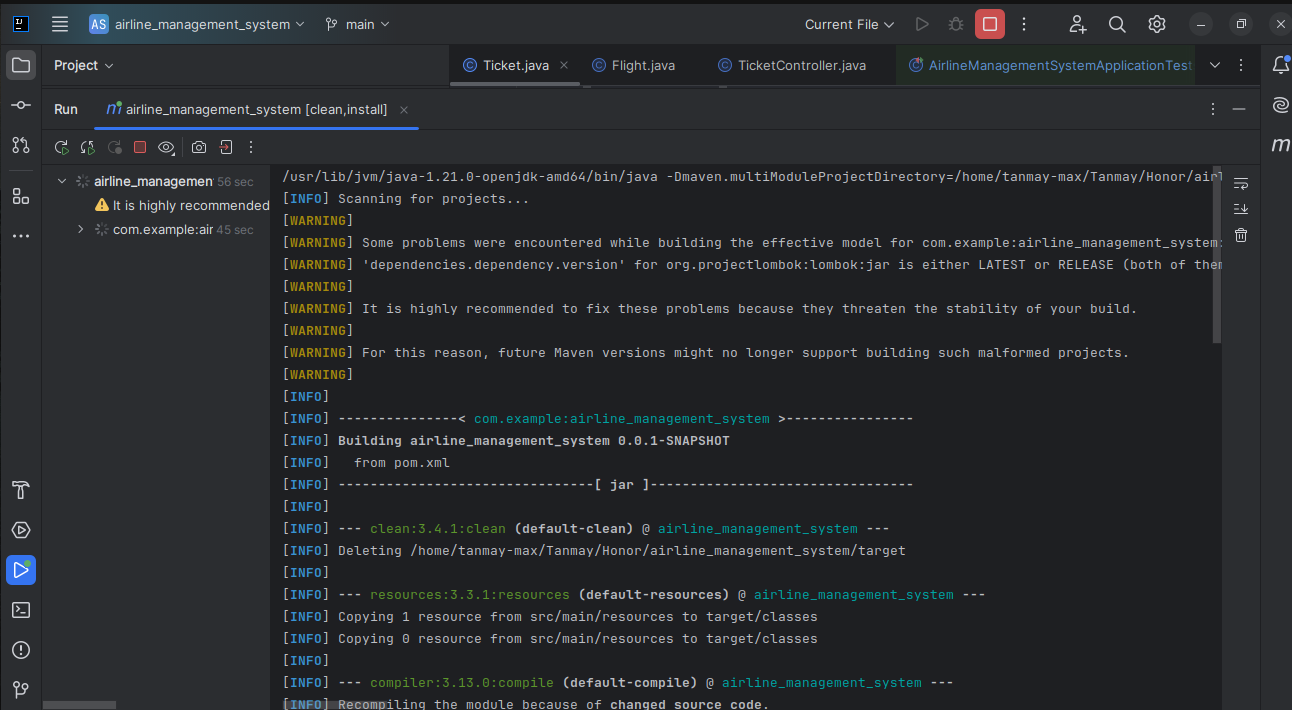 AS airline_management_system main Current File
Project
Ticket.java Flight.java TicketController.java AirlineManagementSystemApplicationTest
Run airline_management_system [clean,install]
airline_managemen 56 sec
It is highly recommended
com.example:air 45 sec
/usr/lib/jvm/java-1.21.0-openjdk-amd64/bin/java -Dmaven.multiModuleProjectDirectory=/home/tanmay-max/Tanmay/Honor/airl
[INFO] Scanning for projects...
[WARNING]
[WARNING] Some problems were encountered while building the effective model for com.example:airline_management_system:
[WARNING] 'dependencies.dependency.version' for org.projectlombok:lombok:jar is either LATEST or RELEASE (both of them
[WARNING]
[WARNING] It is highly recommended to fix these problems because they threaten the stability of your build.
[WARNING]
[WARNING] For this reason, future Maven versions might no longer support building such malformed projects.
[WARNING]
[INFO]
[INFO] ---------------< com.example:airline_management_system >----------------
[INFO] Building airline_management_system 0.0.1-SNAPSHOT
[INFO]   from pom.xml
[INFO] --------------------------------[ jar ]---------------------------------
[INFO]
[INFO] --- clean:3.4.1:clean (default-clean) @ airline_management_system ---
[INFO] Deleting /home/tanmay-max/Tanmay/Honor/airline_management_system/target
[INFO]
[INFO] --- resources:3.3.1:resources (default-resources) @ airline_management_system ---
[INFO] Copying 1 resource from src/main/resources to target/classes
[INFO] Copying 0 resource from src/main/resources to target/classes
[INFO]
[INFO] --- compiler:3.13.0:compile (default-compile) @ airline_management_system ---
[INFO] Recompiling the module because of changed source code.